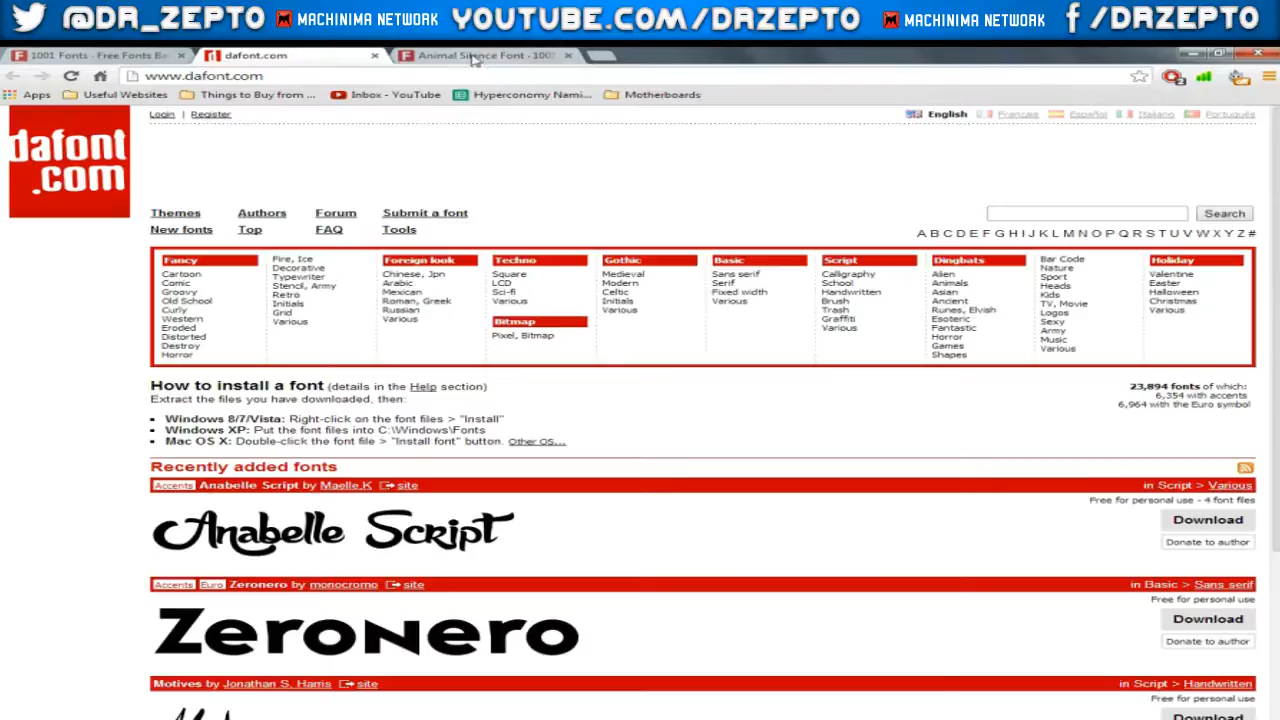 @DR_ZEPTO MACHINIMA NETWORK YOUTUBE.COM/DRZEPTO MACHINIMA NETWORK /DRZEPTO
1001 Fonts - Free Fonts Ba dafont.com Animal Silence Font - 1001
www.dafont.com
Apps Useful Websites Things to Buy from ... Inbox - YouTube Hyperconomy Nami... Motherboards
Login | Register English Français Español Italiano Português
dafont
.com
Themes Authors Forum Submit a font Search
New fonts Top FAQ Tools A B C D E F G H I J K L M N O P Q R S T U V W X Y Z #
Fancy
Cartoon
Comic
Groovy
Old School
Curly
Western
Eroded
Distorted
Destroy
Horror
Fire, Ice
Decorative
Typewriter
Stencil, Army
Retro
Initials
Grid
Various
Foreign look
Chinese, Jpn
Arabic
Mexican
Roman, Greek
Russian
Various
Techno
Square
LCD
Sci-fi
Various
Bitmap
Pixel, Bitmap
Gothic
Medieval
Modern
Celtic
Initials
Various
Basic
Sans serif
Serif
Fixed width
Various
Script
Calligraphy
School
Handwritten
Brush
Trash
Graffiti
Various
Dingbats
Alien
Animals
Asian
Ancient
Runes, Elvish
Esoteric
Fantastic
Horror
Games
Shapes
Bar Code
Nature
Sport
Heads
Kids
TV, Movie
Logos
Sexy
Army
Music
Various
Holiday
Valentine
Easter
Halloween
Christmas
Various
How to install a font (details in the Help section)
Extract the files you have downloaded, then:
Windows 8/7/Vista: Right-click on the font files > "Install"
Windows XP: Put the font files into C:\Windows\Fonts
Mac OS X: Double-click the font file > "Install font" button. Other OS...
23,894 fonts of which:
6,354 with accents
6,964 with the Euro symbol
Recently added fonts
Accents Anabelle Script by Maelle.K site in Script > Various
Free for personal use - 4 font files
Anabelle Script Download
Donate to author
Accents Euro Zeronero by monocromo site in Basic > Sans serif
Free for personal use
Zeronero Download
Donate to author
Motives by Jonathan S. Harris site in Script > Handwritten
Free for personal use
Download